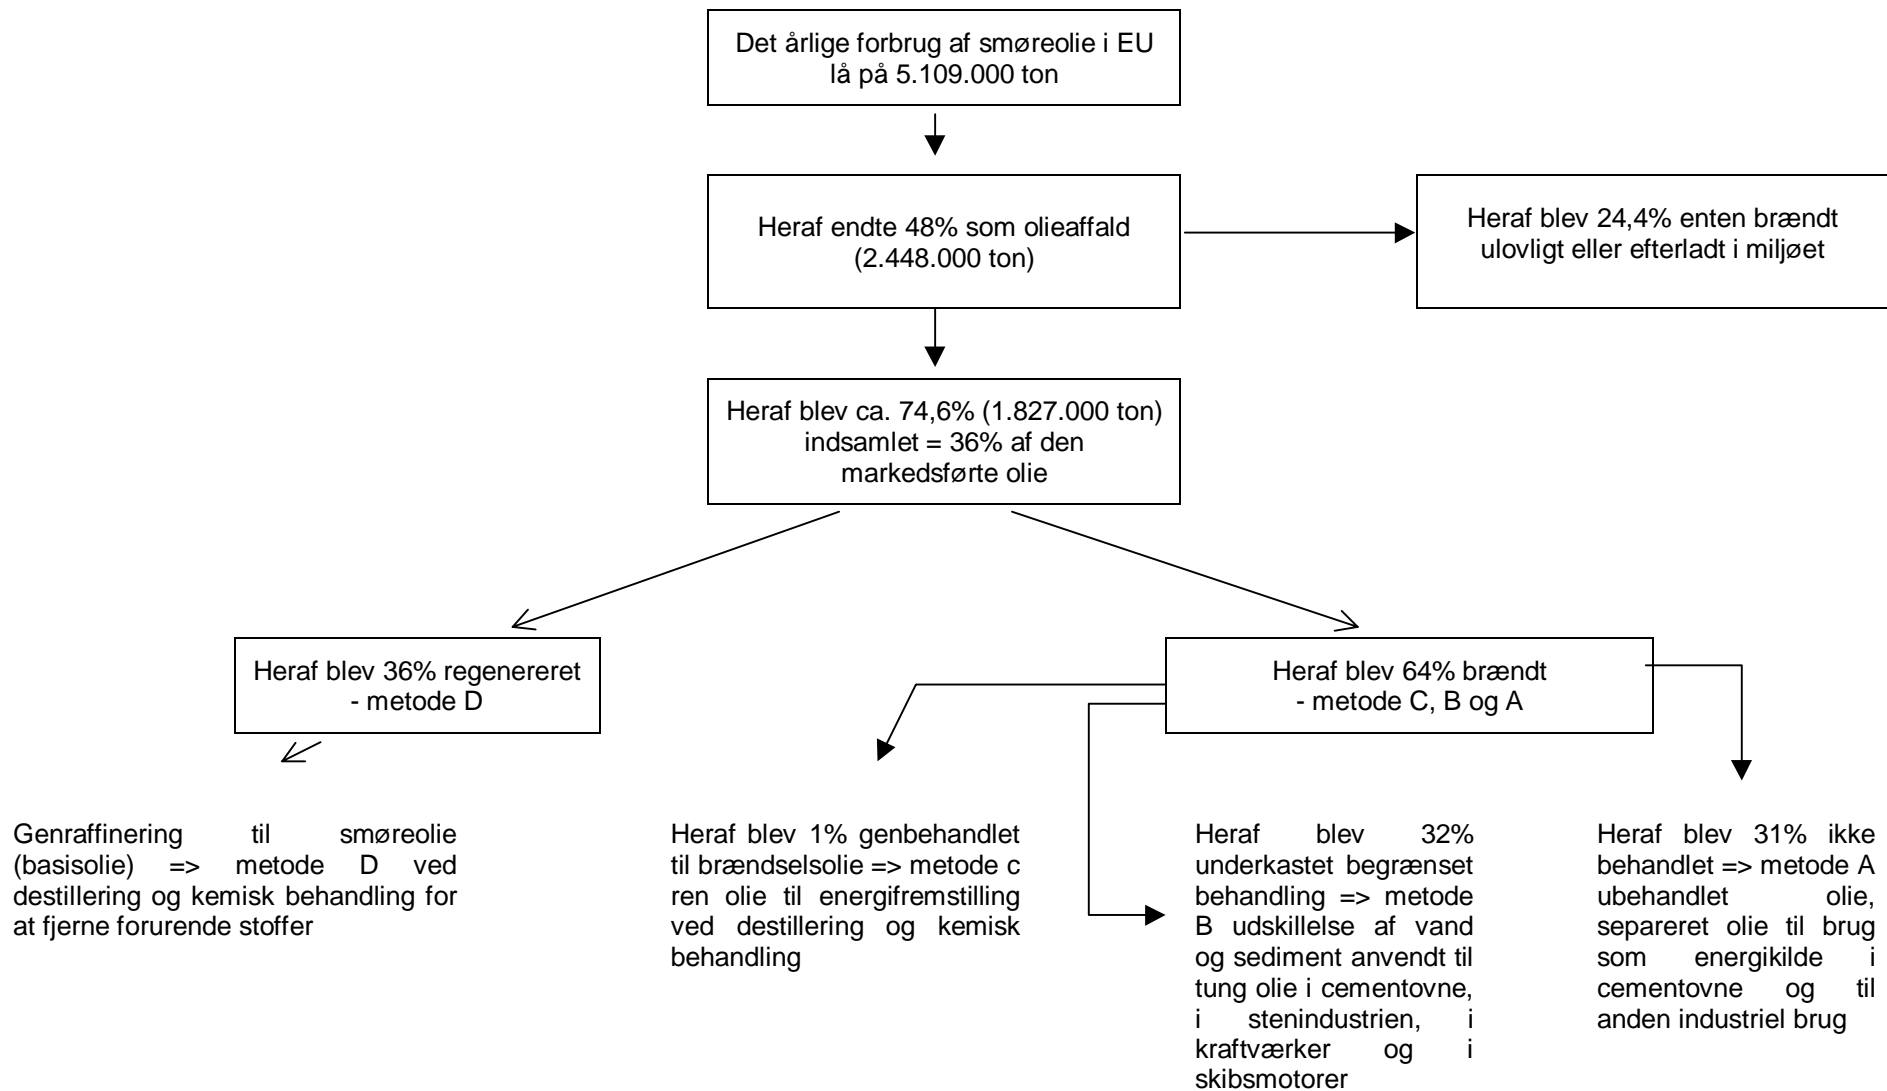 Det årlige forbrug af smøreolie i EU
lå på 5.109.000 ton
Heraf endte 48% som olieaffald
(2.448.000 ton)
Heraf blev 24,4% enten brændt
ulovligt eller efterladt i miljøet
Heraf blev ca. 74,6% (1.827.000 ton)
indsamlet = 36% af den
markedsførte olie
Heraf blev 36% regenereret
- metode D
Heraf blev 64% brændt
- metode C, B og A
Genraffinering til smøreolie
(basisolie) => metode D ved
destillering og kemisk behandling for
at fjerne forurende stoffer
Heraf blev 1% genbehandlet
til brændselsolie => metode c
ren olie til energifremstilling
ved destillering og kemisk
behandling
Heraf blev 32%
underkastet begrænset
behandling => metode
B udskillelse af vand
og sediment anvendt til
tung olie i cementovne,
i stenindustrien, i
kraftværker og i
skibsmotorer
Heraf blev 31% ikke
behandlet => metode A
ubehandlet olie,
separeret olie til brug
som energikilde i
cementovne og til
anden industriel brug